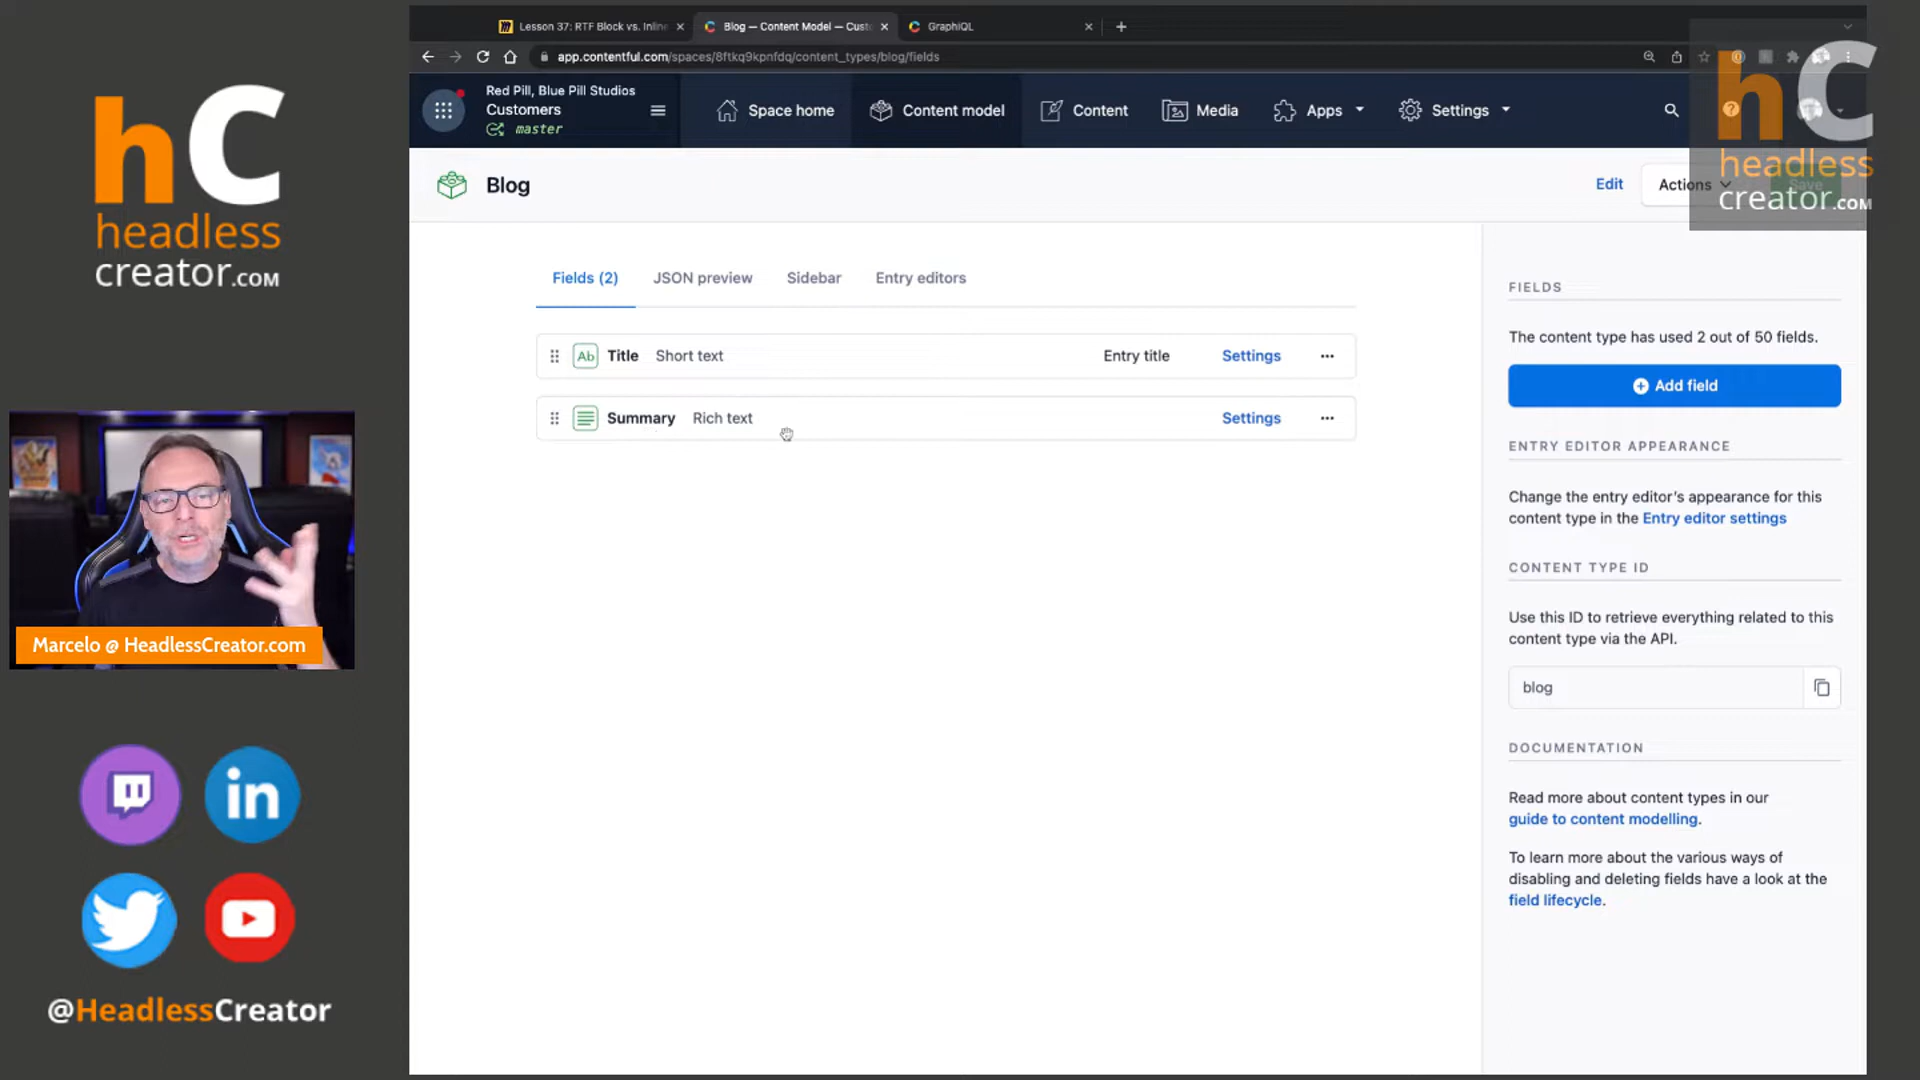 hC
headless
creator.COM
Marcelo @ HeadlessCreator.com
in
@HeadlessCreator
Lesson 37: RTF Block vs. Inline
Blog — Content Model — Custo
GraphiQL
app.contentful.com/spaces/8ftkq9kpnfdq/content_types/blog/fields
Red Pill, Blue Pill Studios
Customers
master
Space home
Content model
Content
Media
Apps
Settings
hC
headless
creator.COM
Blog
Edit
Actions
Save
Fields (2)
JSON preview
Sidebar
Entry editors
Ab
Title
Short text
Entry title
Settings
Summary
Rich text
Settings
FIELDS
The content type has used 2 out of 50 fields.
Add field
ENTRY EDITOR APPEARANCE
Change the entry editor's appearance for this
content type in the Entry editor settings
CONTENT TYPE ID
Use this ID to retrieve everything related to this
content type via the API.
blog
DOCUMENTATION
Read more about content types in our
guide to content modelling.
To learn more about the various ways of
disabling and deleting fields have a look at the
field lifecycle.